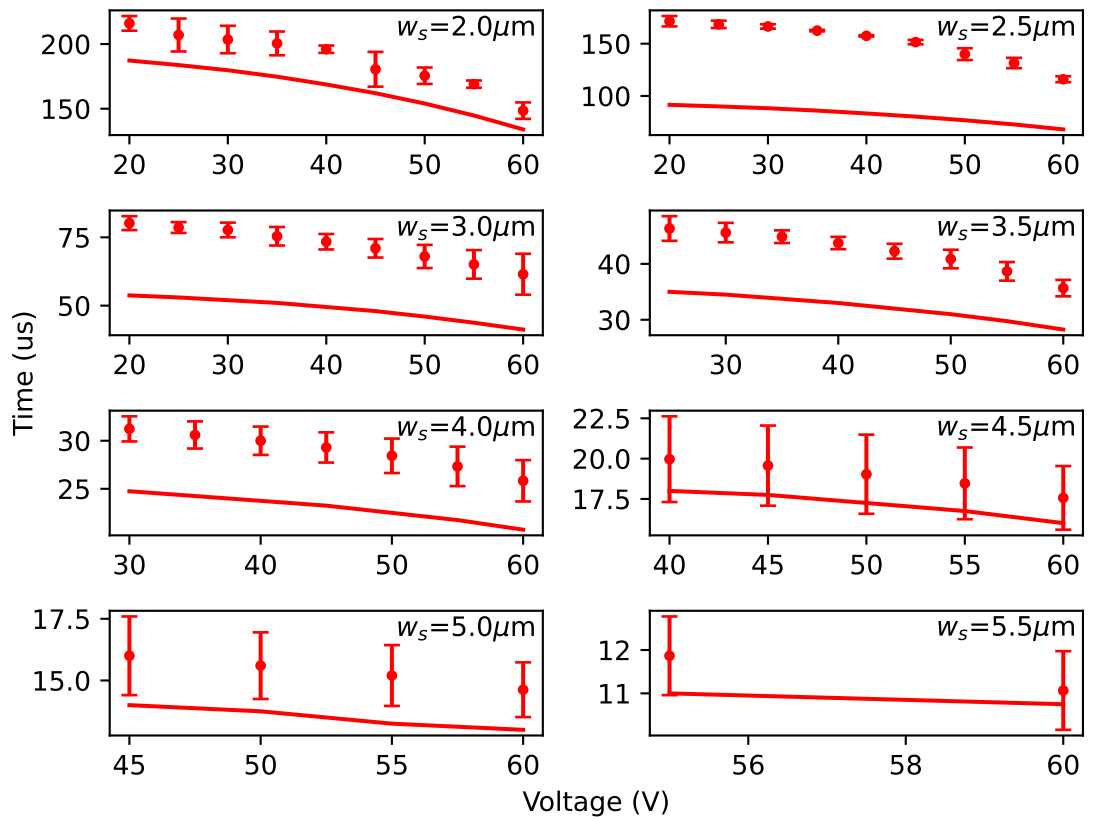 200
150
w_s=2.0μm
20 30 40 50 60
150
100
w_s=2.5μm
20 30 40 50 60
75
50
w_s=3.0μm
20 30 40 50 60
40
30
w_s=3.5μm
30 40 50 60
Time (us)
30
25
w_s=4.0μm
30 40 50 60
22.5
20.0
17.5
w_s=4.5μm
40 45 50 55 60
17.5
15.0
w_s=5.0μm
45 50 55 60
12
11
w_s=5.5μm
56 58 60
Voltage (V)